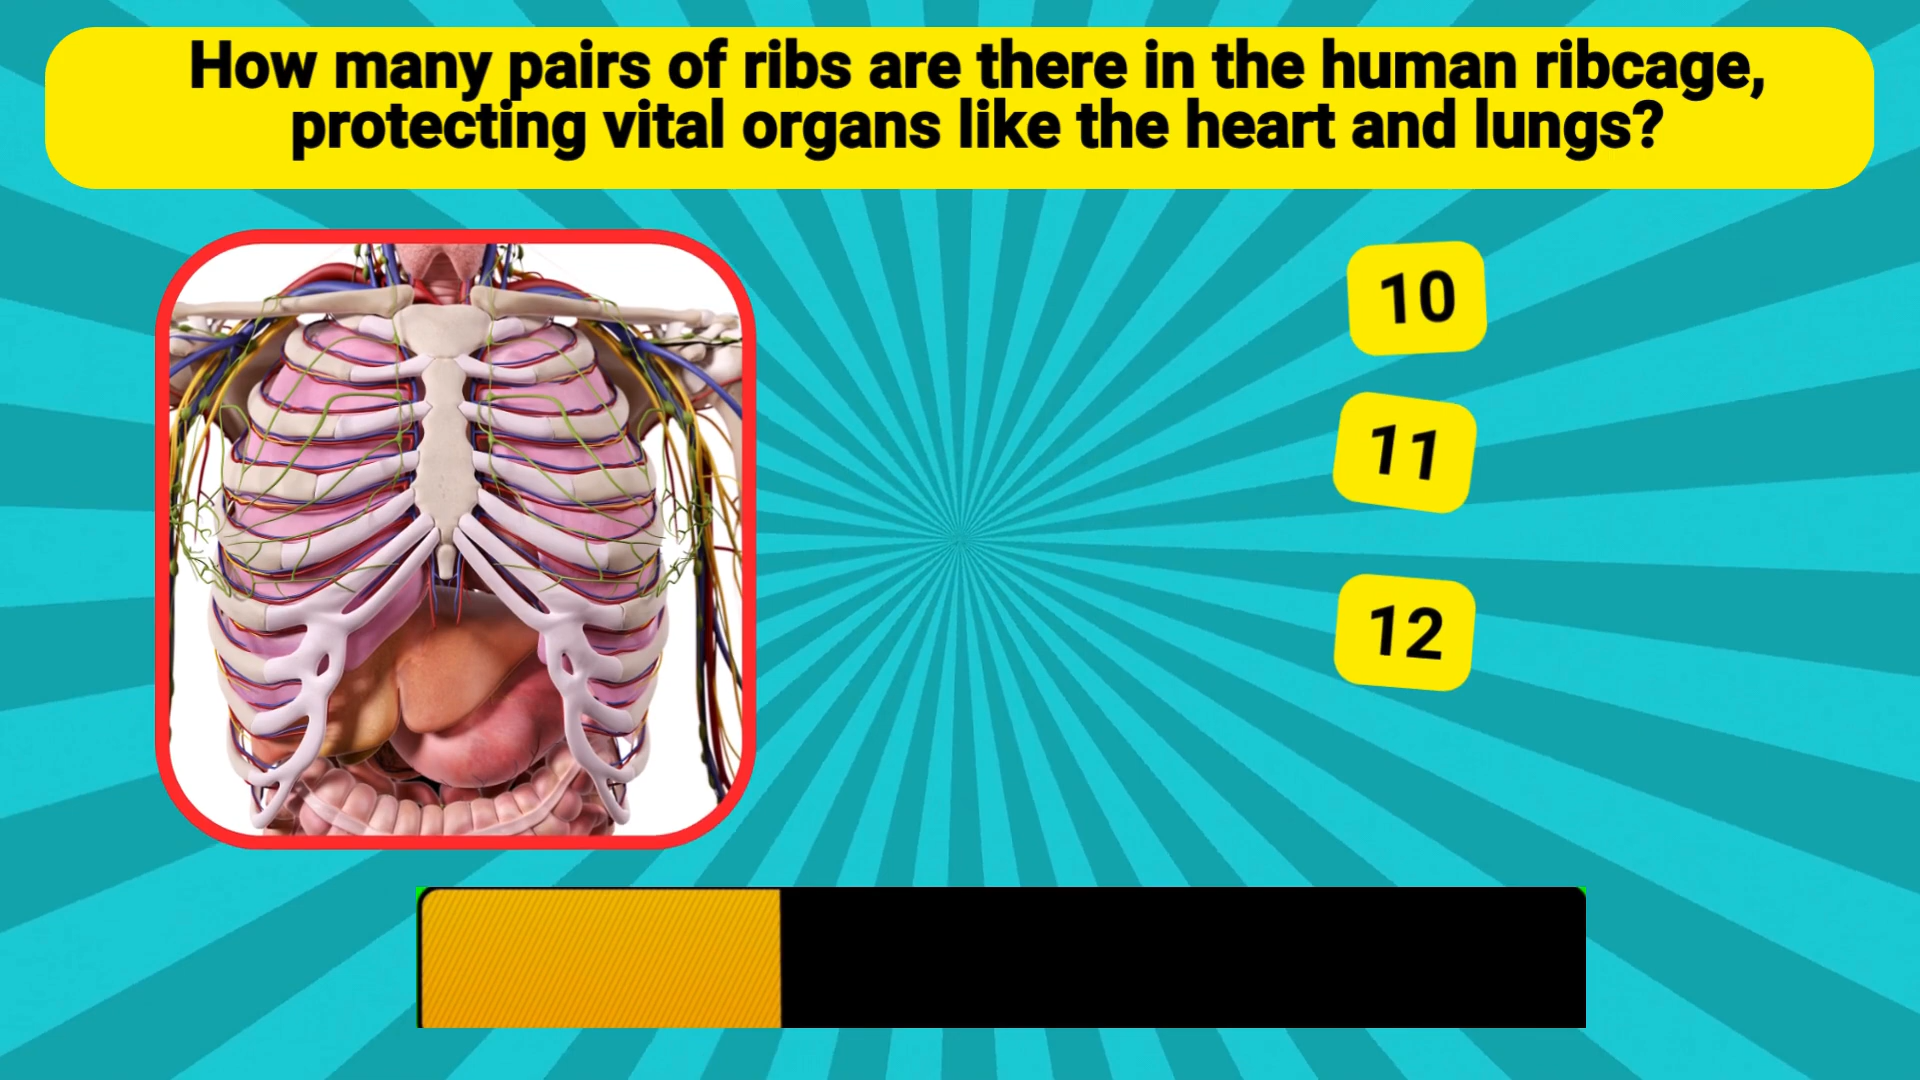 How many pairs of ribs are there in the human ribcage,
protecting vital organs like the heart and lungs?
10
11
12